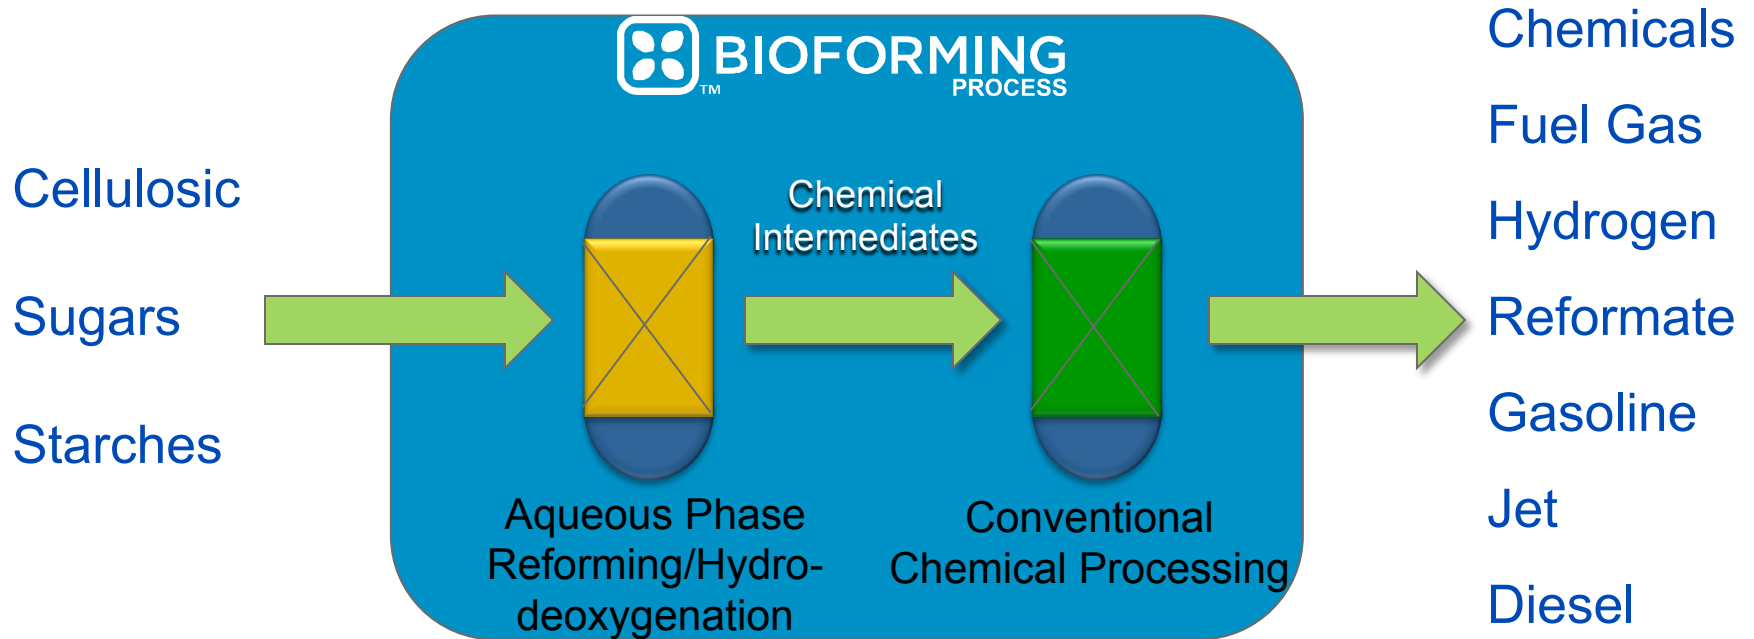 BIOFORMING
PROCESS
™
Cellulosic
Sugars
Starches
Chemical
Intermediates
Aqueous Phase
Reforming/Hydro-
deoxygenation
Conventional
Chemical Processing
Chemicals
Fuel Gas
Hydrogen
Reformate
Gasoline
Jet
Diesel